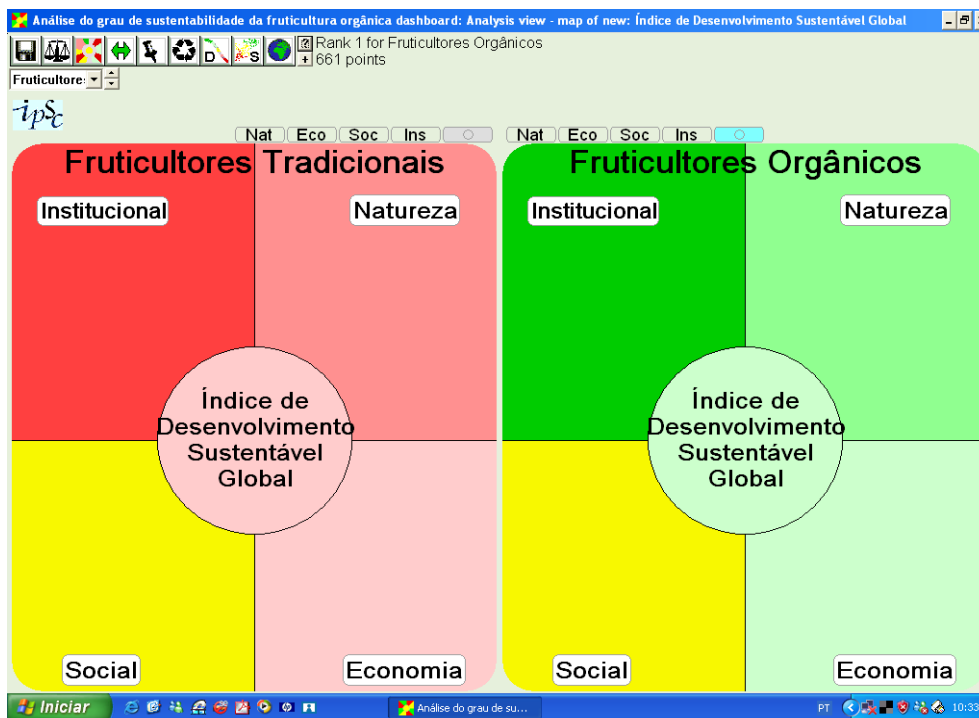 Análise do grau de sustentabilidade da fruticultura orgânica dashboard: Analysis view - map of new: Índice de Desenvolvimento Sustentável Global
D
S
?
Rank 1 for Fruticultores Orgânicos
+
661 points
Fruticultore
ipSc
Nat Eco Soc Ins
Nat Eco Soc Ins
Fruticultores Tradicionais
Institucional
Natureza
Índice de
Desenvolvimento
Sustentável
Global
Social
Economia
Fruticultores Orgânicos
Institucional
Natureza
Índice de
Desenvolvimento
Sustentável
Global
Social
Economia
Iniciar
Análise do grau de su...
PT